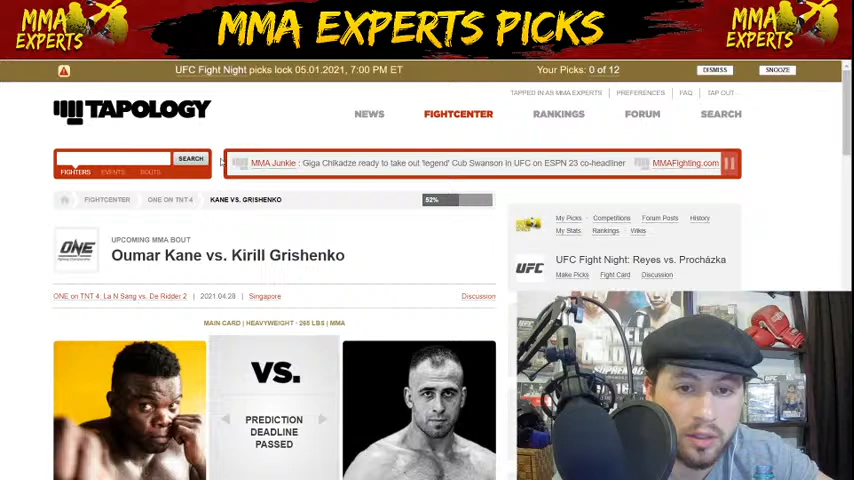 MMA
EXPERTS
MMA EXPERTS PICKS
MMA
EXPERTS
UFC Fight Night picks lock 05.01.2021, 7:00 PM ET
Your Picks: 0 of 12
DISMISS
SNOOZE
TAPPED IN AS MMA EXPERTS
PREFERENCES
FAQ
TAP OUT
TAPOLOGY
NEWS
FIGHTCENTER
RANKINGS
FORUM
SEARCH
SEARCH
FIGHTERS
EVENTS
BOUTS
MMA Junkie : Giga Chikadze ready to take out 'legend' Cub Swanson in UFC on ESPN 23 co-headliner
MMAFighting.com
FIGHTCENTER
ONE ON TNT 4
KANE VS. GRISHENKO
52%
My Picks
Competitions
Forum Posts
History
My Stats
Rankings
Wikis
ONE
UPCOMING MMA BOUT
Oumar Kane vs. Kirill Grishenko
UFC
UFC Fight Night: Reyes vs. Procházka
Make Picks
Fight Card
Discussion
ONE on TNT 4: La N Sang vs. De Ridder 2 | 2021.04.28 | Singapore
Discussion
MAIN CARD | HEAVYWEIGHT · 265 LBS | MMA
VS.
PREDICTION
DEADLINE
PASSED